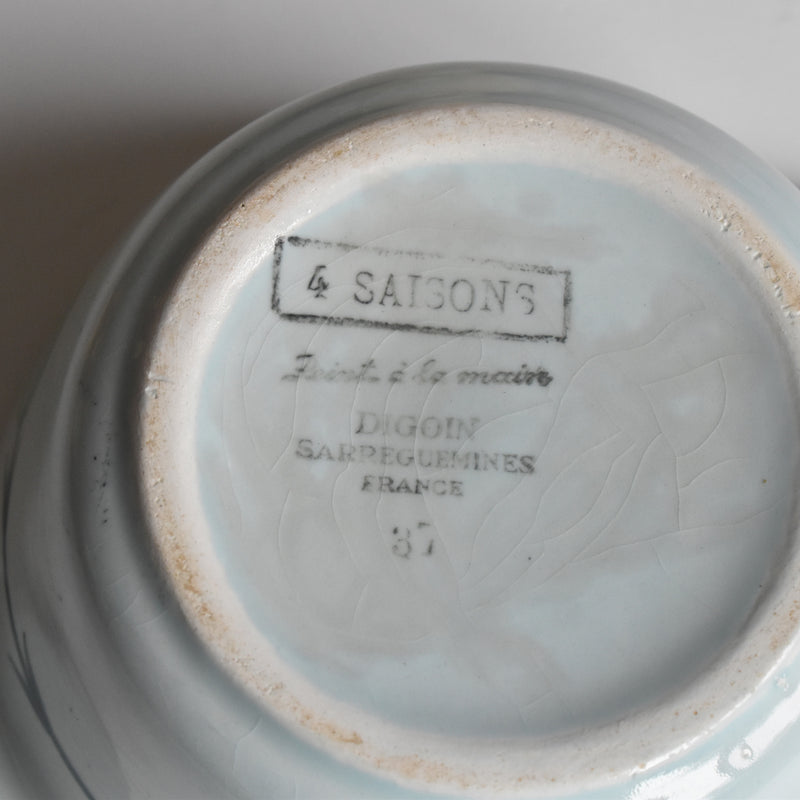 4 SAISONS
Peint à la main
DIGOIN
SARREGUEMINES
FRANCE
37